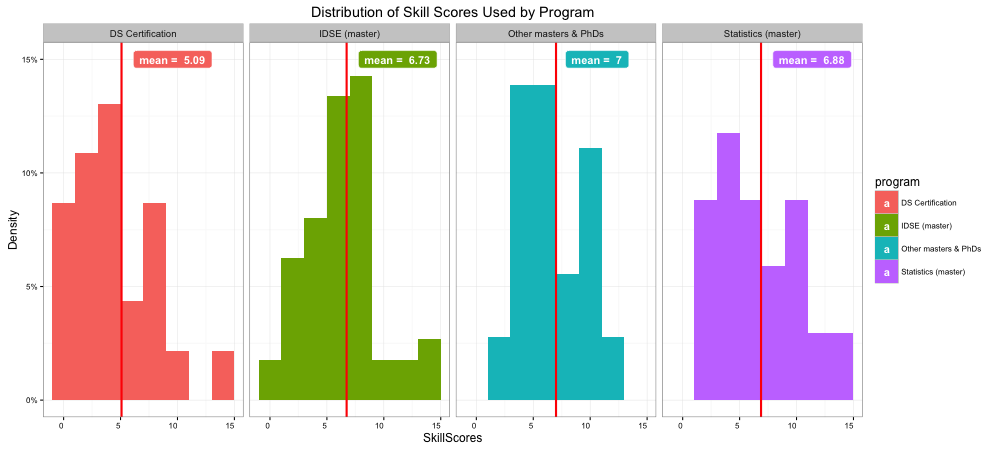 Distribution of Skill Scores Used by Program
DS Certification
IDSE (master)
Other masters & PhDs
Statistics (master)
mean = 5.09
mean = 6.73
mean = 7
mean = 6.88
15%
10%
5%
0%
Density
0 5 10 15
0 5 10 15
0 5 10 15
0 5 10 15
SkillScores
program
a DS Certification
a IDSE (master)
a Other masters & PhDs
a Statistics (master)